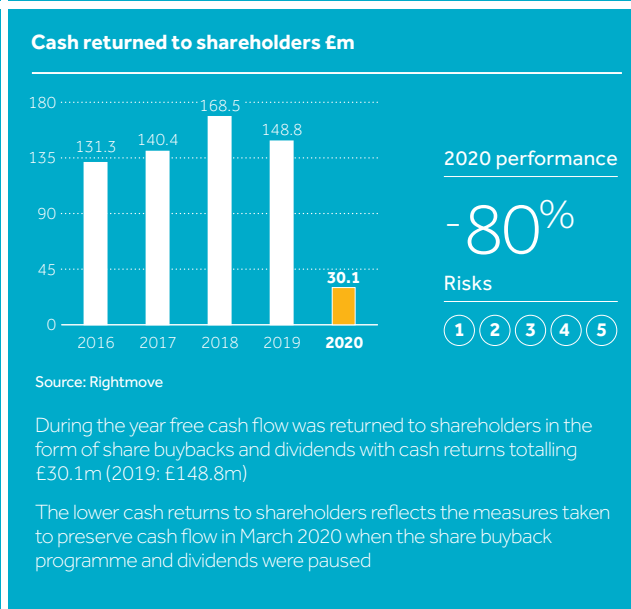 Cash returned to shareholders £m
180
135
90
45
0
131.3
140.4
168.5
148.8
30.1
2016
2017
2018
2019
2020
2020 performance
-80%
Risks
1 2 3 4 5
Source: Rightmove
During the year free cash flow was returned to shareholders in the
form of share buybacks and dividends with cash returns totalling
£30.1m (2019: £148.8m)
The lower cash returns to shareholders reflects the measures taken
to preserve cash flow in March 2020 when the share buyback
programme and dividends were paused